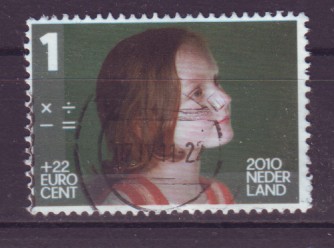 1
× ÷
− =
+22
EURO
CENT
2010
NEDER
LAND